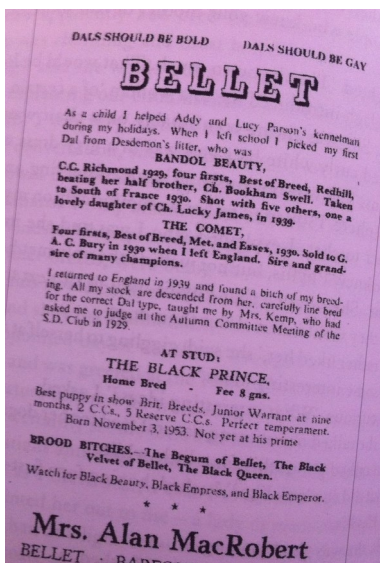 DALS SHOULD BE BOLD DALS SHOULD BE GAY
BELLET
As a child I helped Addy and Lucy Parson's kennelman
during my holidays. When I left school I picked my first
Dal from Desdemon's litter, who was
BANDOL BEAUTY,
C.C. Richmond 1929, four firsts, Best of Breed, Redhill,
beating her half brother, Ch. Bookham Swell. Taken
to South of France 1930. Shot with five others, one a
lovely daughter of Ch. Lucky James, in 1939.
THE COMET,
Four firsts, Best of Breed, Met. and Essex, 1930. Sold to G.
A. C. Bury in 1930 when I left England. Sire and grand-
sire of many champions.
I returned to England in 1939 and found a bitch of my breed-
ing. All my stock are descended from her, carefully line bred
for the correct Dal type, taught me by Mrs. Kemp, who had
asked me to judge at the Autumn Committee Meeting of the
S.D. Club in 1929.
AT STUD:
THE BLACK PRINCE,
Home Bred - Fee 8 gns.
Best puppy in show Brit. Breeds. Junior Warrant at nine
months. 2 C.C.s., 5 Reserve C.C.s. Perfect temperament.
Born November 3, 1953. Not yet at his prime
BROOD BITCHES.—The Begum of Bellet, The Black
Velvet of Bellet, The Black Queen.
Watch for Black Beauty, Black Empress, and Black Emperor.
* * *
Mrs. Alan MacRobert
BELLET